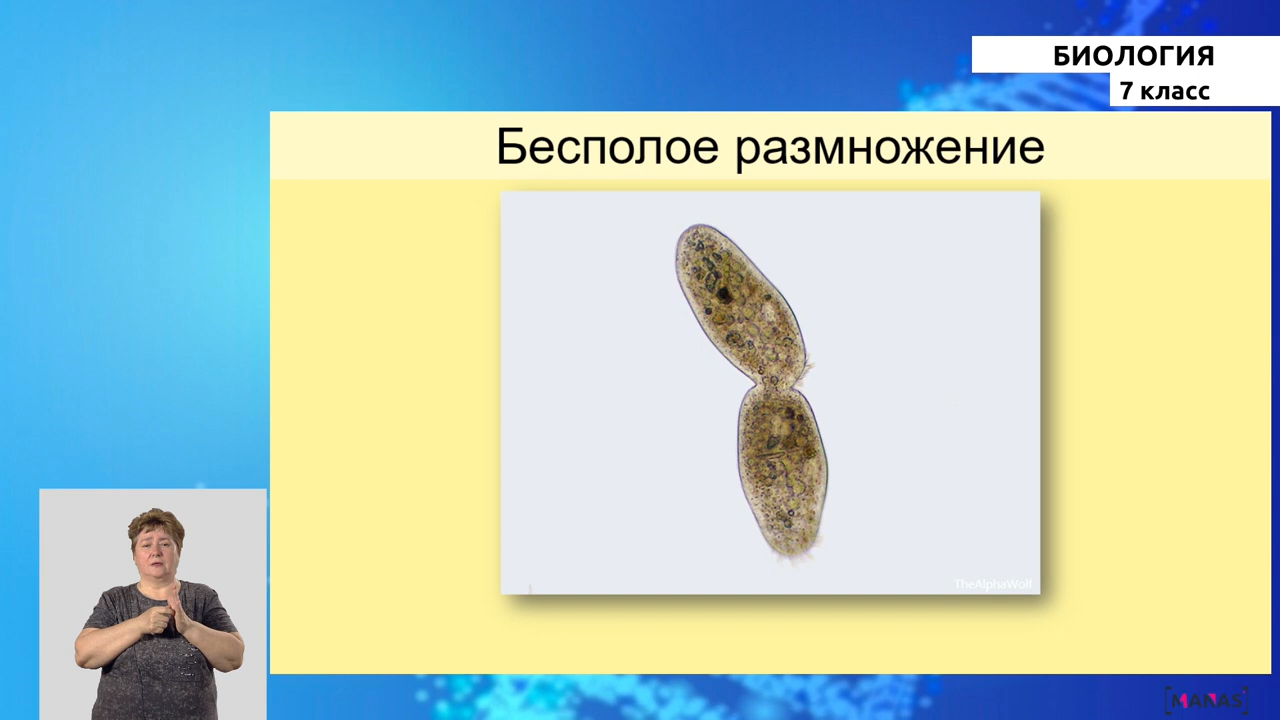 БИОЛОГИЯ
7 класс
Бесполое размножение
TheAlphaWolf
[MANAS]